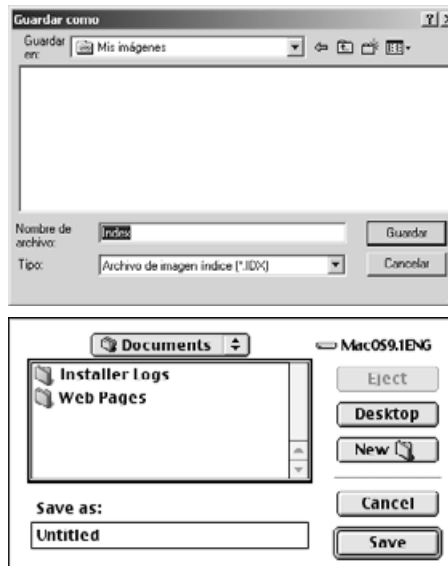 Guardar como
Guardar en:
Mis imágenes
Nombre de archivo:
Index
Guardar
Tipo:
Archivo de imagen índice (*.IDX)
Cancelar
Documents
MacOS9.1ENG
Installer Logs
Web Pages
Eject
Desktop
New
Cancel
Save as:
Untitled
Save